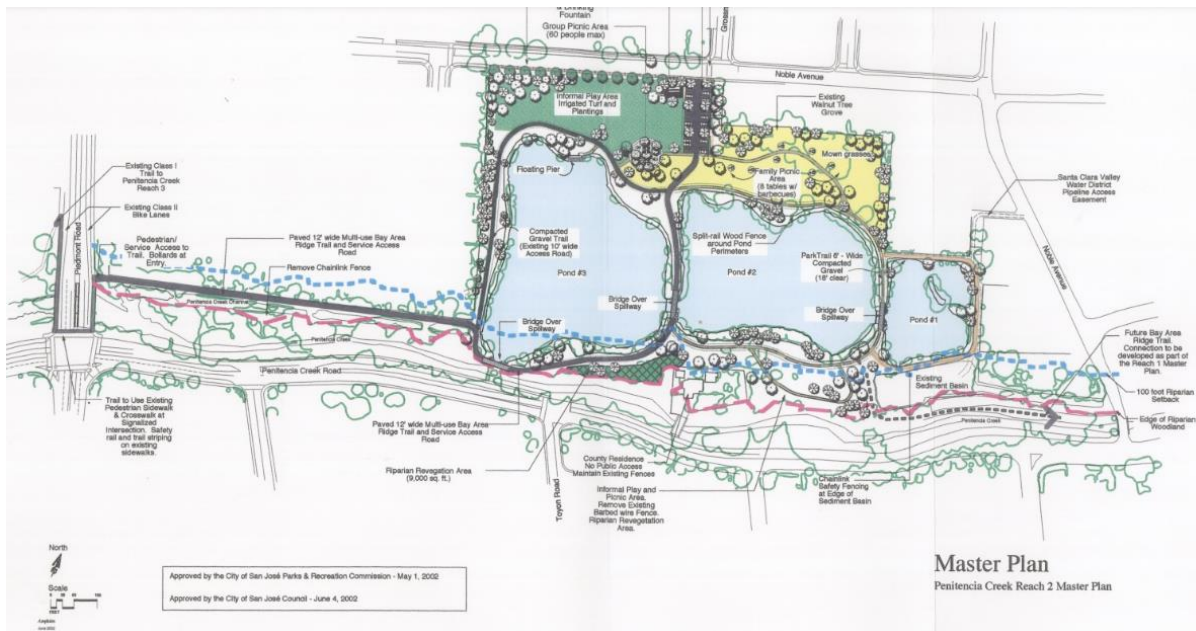 & Drinking
Fountain
Group Picnic Area
(60 people max)
Noble Avenue
Informal Play Area
Irrigated Turf and
Plantings
Existing
Walnut Tree
Grove
Mown grasses
Floating Pier
Family Picnic
Area
(8 tables w/
barbecues)
Existing Class I
Trail to
Penitencia Creek
Reach 3
Existing Class II
Bike Lanes
Piedmont Road
Pedestrian/
Service Access to
Trail. Bollards at
Entry.
Paved 12' wide Multi-use Bay Area
Ridge Trail and Service Access
Road
Remove Chainlink Fence
Compacted
Gravel Trail
(Existing 10' wide
Access Road)
Pond #3
Split-rail Wood Fence
around Pond
Perimeters
Pond #2
ParkTrail 6' - Wide
Compacted
Gravel
(16' clear)
Santa Clara Valley
Water District
Pipeline Access
Easement
Noble Avenue
Bridge Over
Spillway
Bridge Over
Spillway
Bridge Over
Spillway
Pond #1
Penitencia Creek Channel
Penitencia Creek
Penitencia Creek Road
Existing
Sediment Basin
Future Bay Area
Ridge Trail.
Connection to be
developed as part of
the Reach 1 Master
Plan.
100 foot Riparian
Setback
Edge of Riparian
Woodland
Penitencia Creek
Trail to Use Existing
Pedestrian Sidewalk
& Crosswalk at
Signalized
Intersection. Safety
rail and trail striping
on existing
sidewalks.
Paved 12' wide Multi-use Bay Area
Ridge Trail and Service Access
Road
Riparian Revegation Area
(9,000 sq. ft.)
Toyon Road
County Residence
No Public Access
Maintain Existing Fences
Informal Play and
Picnic Area.
Remove Existing
Barbed wire Fence.
Riparian Revegetation
Area.
Chainlink
Safety Fencing
at Edge of
Sediment Basin
North
Scale
Approved by the City of San José Parks & Recreation Commission - May 1, 2002
Approved by the City of San José Council - June 4, 2002
Master Plan
Penitencia Creek Reach 2 Master Plan